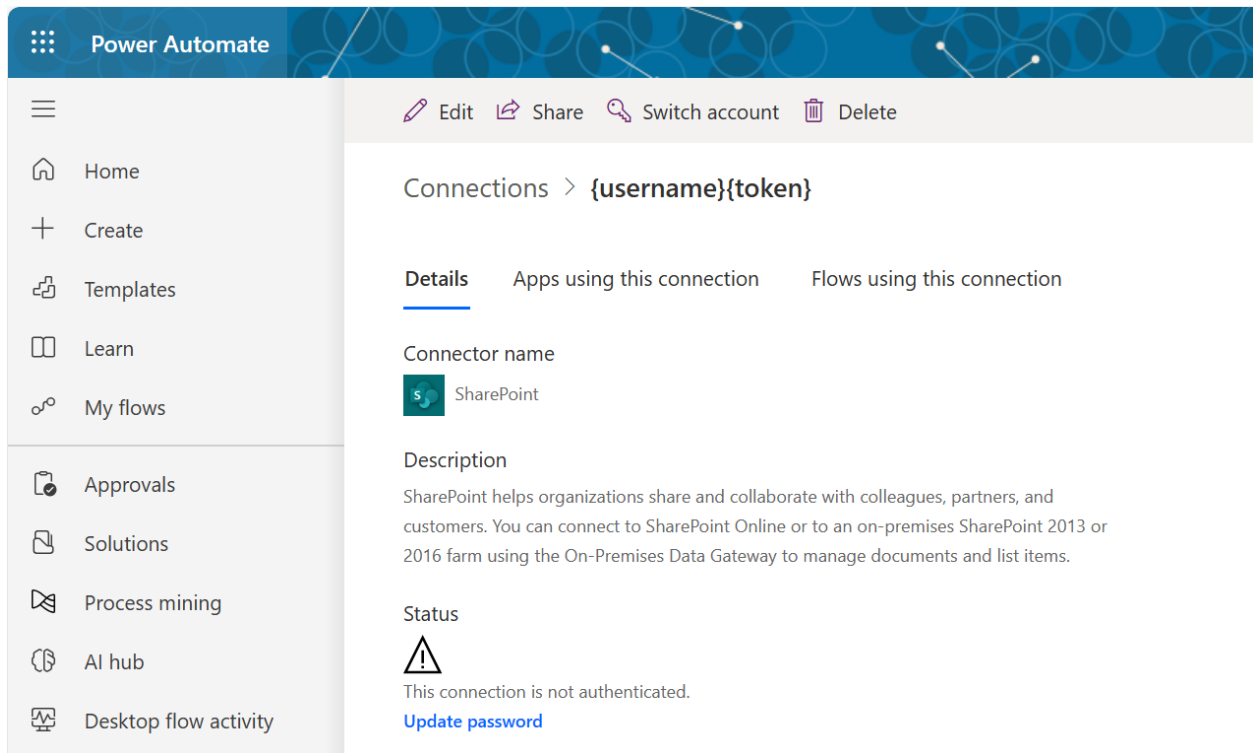 Power Automate
Edit
Share
Switch account
Delete
Home
Create
Templates
Learn
My flows
Approvals
Solutions
Process mining
AI hub
Desktop flow activity
Connections > {username}{token}
Details
Apps using this connection
Flows using this connection
Connector name
S
SharePoint
Description
SharePoint helps organizations share and collaborate with colleagues, partners, and
customers. You can connect to SharePoint Online or to an on-premises SharePoint 2013 or
2016 farm using the On-Premises Data Gateway to manage documents and list items.
Status
This connection is not authenticated.
Update password